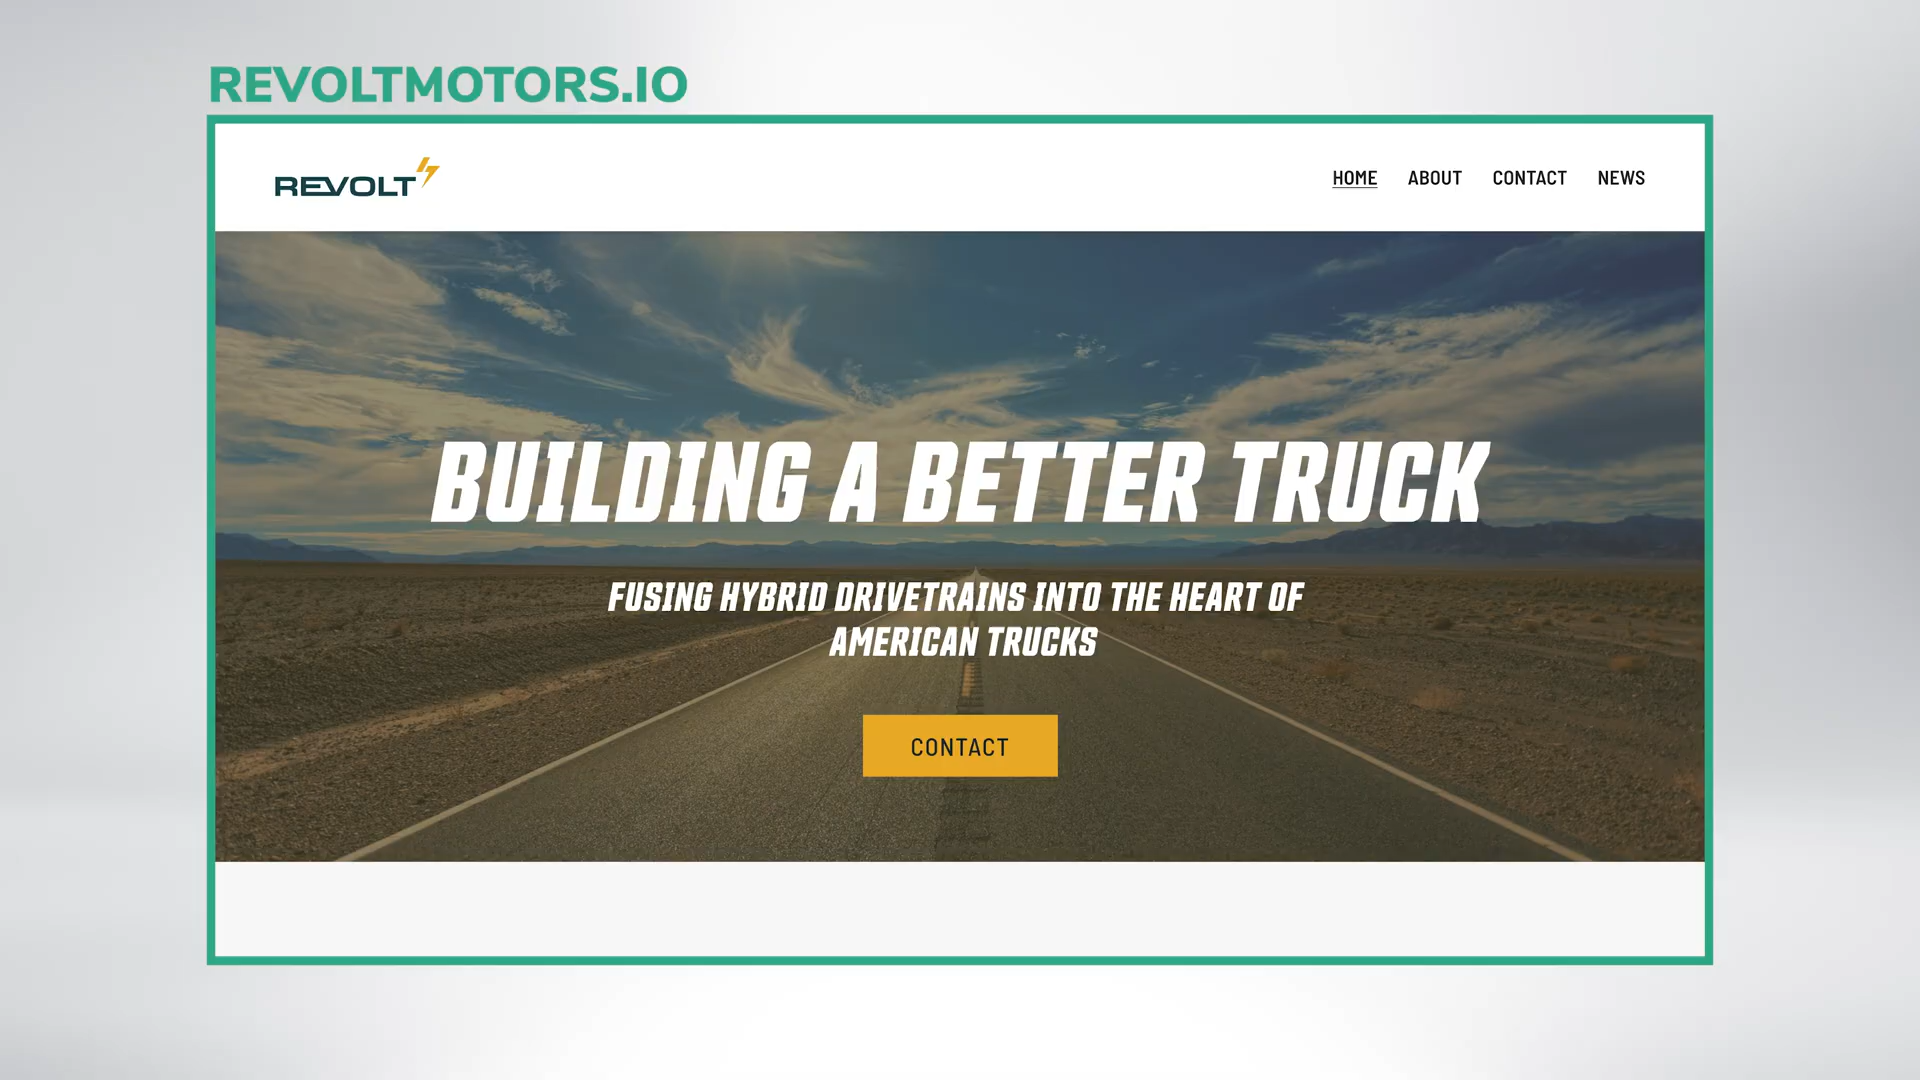 REVOLTMOTORS.IO
REVOLT
HOME ABOUT CONTACT NEWS
BUILDING A BETTER TRUCK
FUSING HYBRID DRIVETRAINS INTO THE HEART OF
AMERICAN TRUCKS
CONTACT